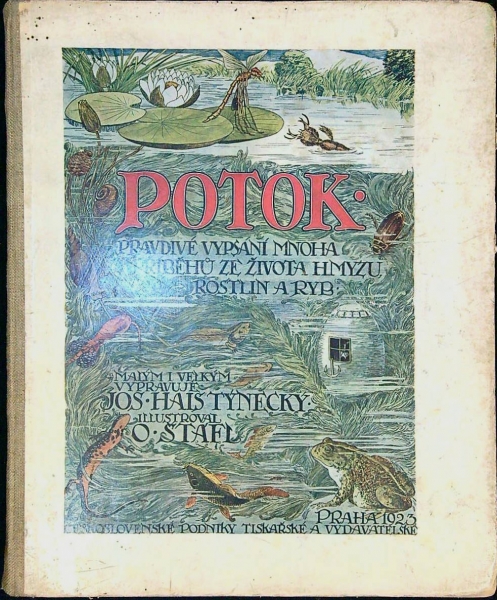 POTOK·
PRAVDIVÉ VYPSÁNÍ MNOHA
PŘÍBĚHŮ ZE ŽIVOTA HMYZU
ROSTLIN A RYB·
MALÝM I VELKÝM
VYPRAVUJE
JOS·HAIS TÝNECKÝ·
ILLUSTROVAL
O·ŠTÁFL
PRAHA 1923
ČESKOSLOVENSKÉ PODNIKY TISKAŘSKÉ A VYDAVATELSKÉ